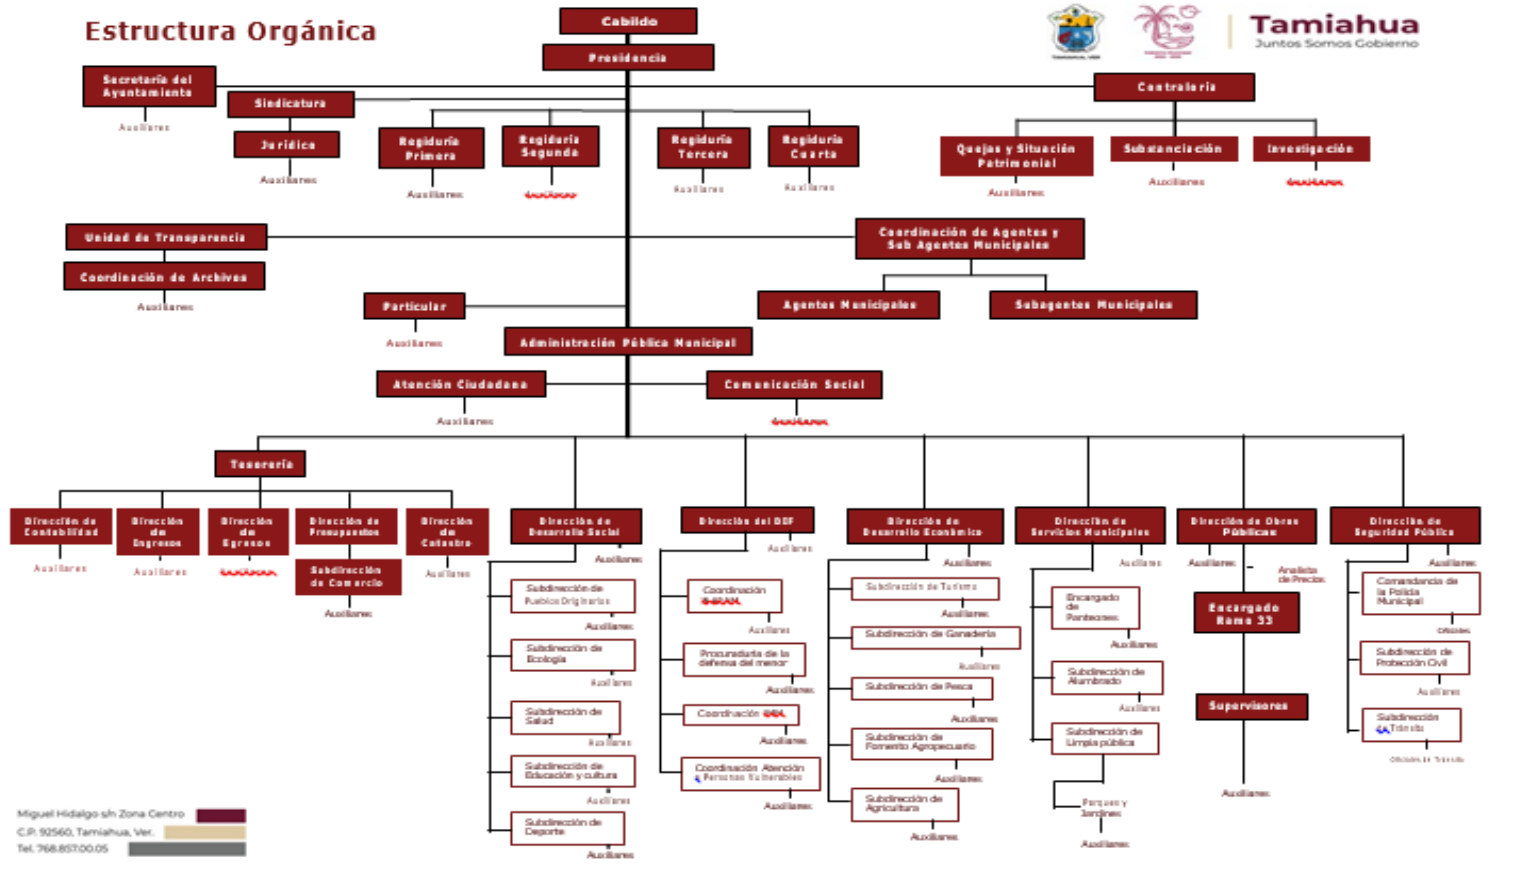 Estructura Orgánica
Cabildo
Presidencia
Tamiahua
Juntos Somos Gobierno
Secretaría del
Ayuntamiento
Auxiliares
Sindicatura
Jurídico
Auxiliares
Regiduría
Primera
Auxiliares
Regiduría
Segunda
Auxiliares
Regiduría
Tercera
Auxiliares
Regiduría
Cuarta
Auxiliares
Contraloría
Quejas y Situación
Patrimonial
Auxiliares
Substanciación
Auxiliares
Investigación
Auxiliares
Unidad de Transparencia
Coordinación de Archivos
Auxiliares
Coordinación de Agentes y
Sub Agentes Municipales
Agentes Municipales
Subagentes Municipales
Particular
Auxiliares
Administración Pública Municipal
Atención Ciudadana
Auxiliares
Comunicación Social
Auxiliares
Tesorería
Dirección de
Contabilidad
Auxiliares
Dirección
de
Ingresos
Auxiliares
Dirección
de
Egresos
Auxiliares
Dirección de
Presupuestos
Subdirección
de Comercio
Auxiliares
Dirección
de
Catastro
Auxiliares
Dirección de
Desarrollo Social
Auxiliares
Subdirección de
Pueblos Originarios
Auxiliares
Subdirección de
Ecología
Auxiliares
Subdirección de
Salud
Auxiliares
Subdirección de
Educación y cultura
Auxiliares
Subdirección de
Deporte
Auxiliares
Dirección del DIF
Auxiliares
Coordinación
Auxiliares
Procuraduría de la
defensa del menor
Auxiliares
Coordinación
Auxiliares
Coordinación Atención
a Personas Vulnerables
Auxiliares
Dirección de
Desarrollo Económico
Auxiliares
Subdirección de Turismo
Auxiliares
Subdirección de Ganadería
Auxiliares
Subdirección de Pesca
Auxiliares
Subdirección de
Fomento Agropecuario
Auxiliares
Subdirección de
Agricultura
Auxiliares
Dirección de
Servicios Municipales
Auxiliares
Encargado
de
Panteones
Auxiliares
Subdirección de
Alumbrado
Auxiliares
Subdirección de
Limpia pública
Parques y
Jardines
Auxiliares
Dirección de Obras
Públicas
Auxiliares
Analista
de Precios
Encargado
Ramo 33
Supervisores
Auxiliares
Dirección de
Seguridad Pública
Auxiliares
Comandancia de
la Policía
Municipal
Oficiales
Subdirección de
Protección Civil
Auxiliares
Subdirección
de Tránsito
Oficiales de Tránsito
Miguel Hidalgo s/n Zona Centro
C.P. 92560, Tamiahua, Ver.
Tel. 768.857.00.05